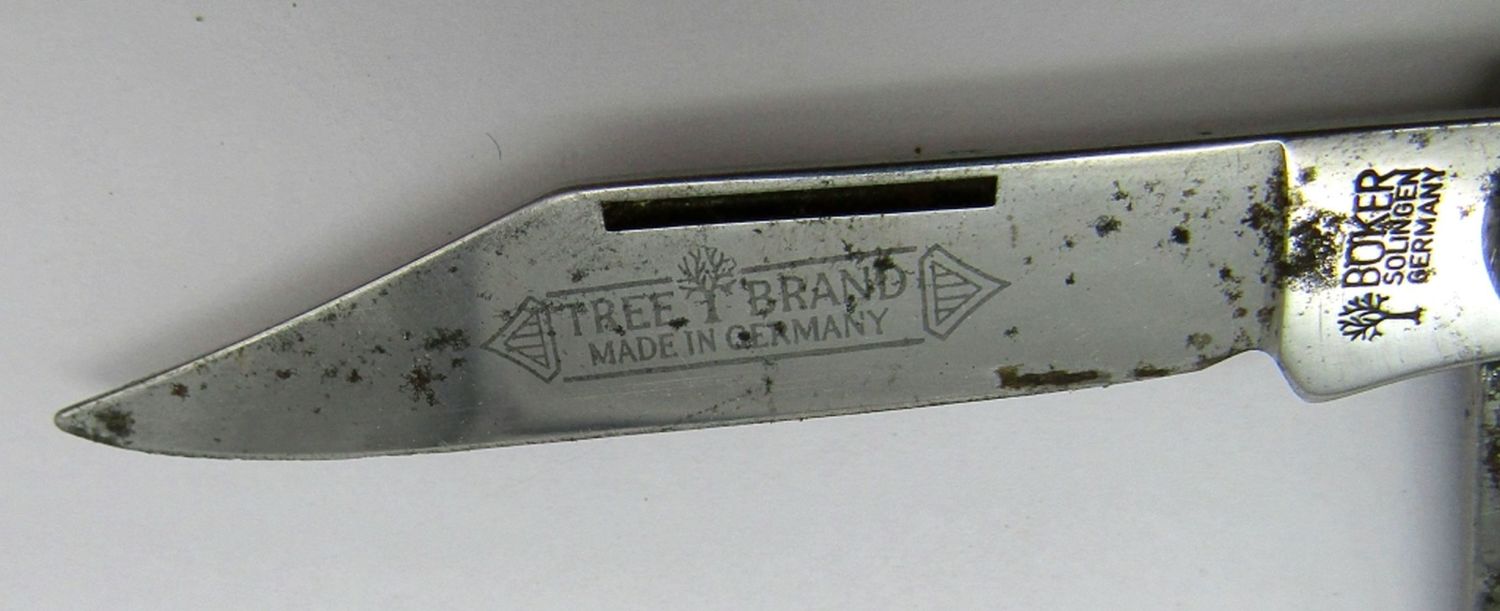 TREE BRAND
MADE IN GERMANY
BÖKER
SOLINGEN
GERMANY